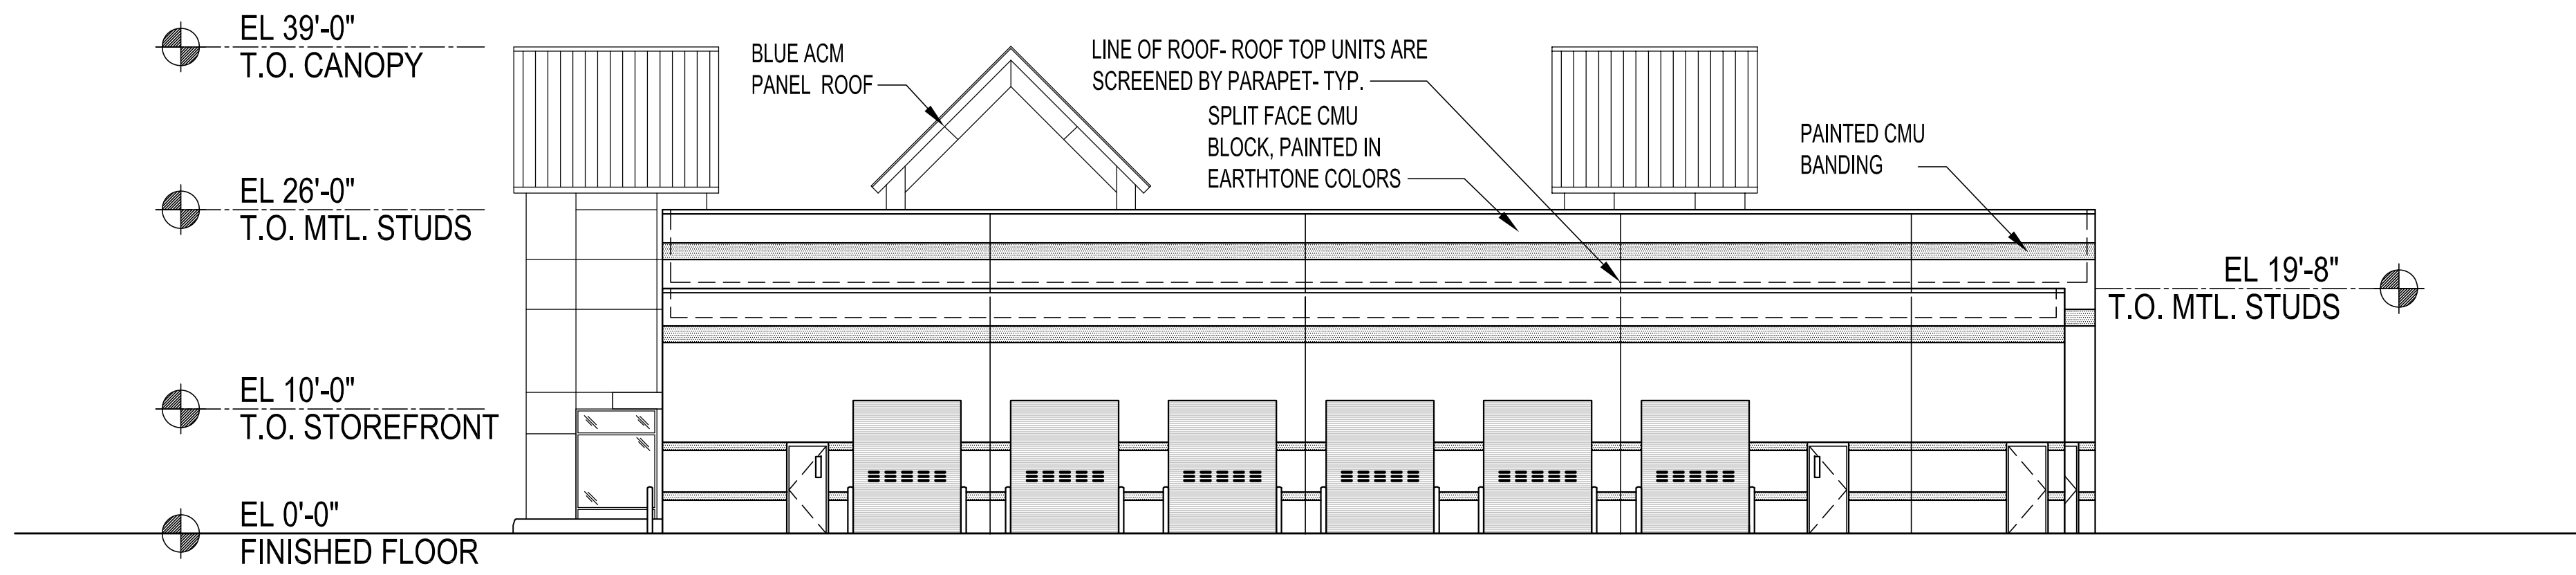 EL 39'-0"
T.O. CANOPY
EL 26'-0"
T.O. MTL. STUDS
EL 10'-0"
T.O. STOREFRONT
EL 0'-0"
FINISHED FLOOR
BLUE ACM
PANEL ROOF
LINE OF ROOF- ROOF TOP UNITS ARE
SCREENED BY PARAPET- TYP.
SPLIT FACE CMU
BLOCK, PAINTED IN
EARTHTONE COLORS
PAINTED CMU
BANDING
EL 19'-8"
T.O. MTL. STUDS